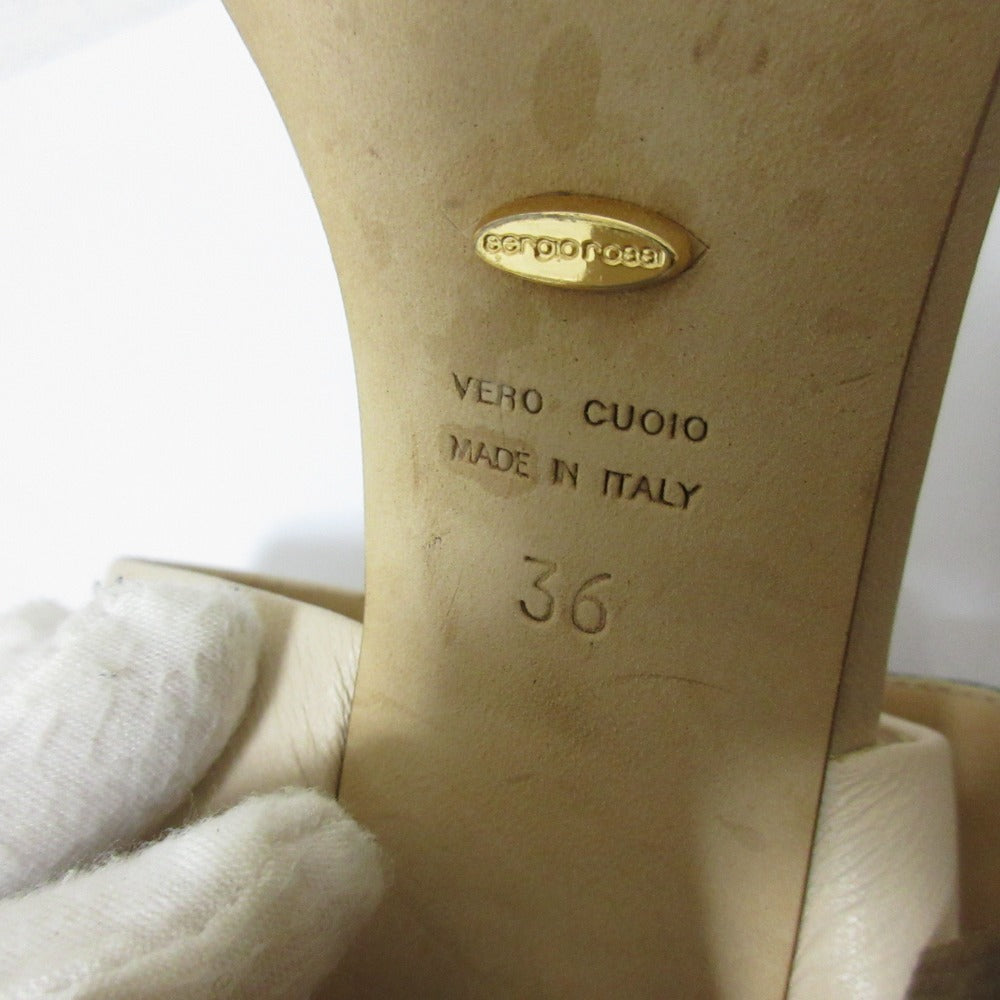 sergio rossi
VERO CUOIO
MADE IN ITALY
36